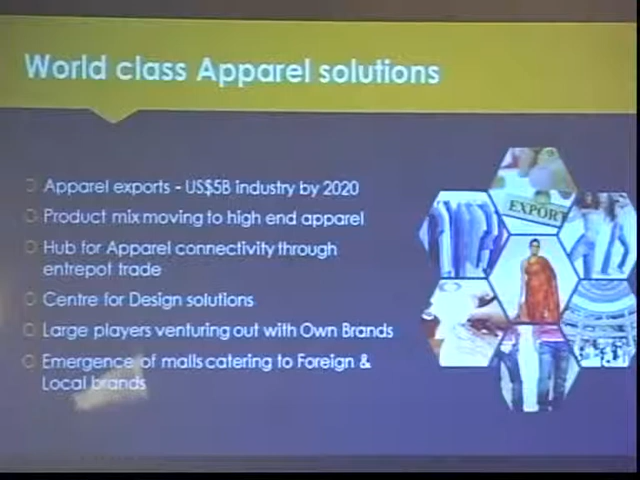 World class Apparel solutions
Apparel exports - US$5B industry by 2020
Product mix moving to high end apparel
Hub for Apparel connectivity through
entrepot trade
Centre for Design solutions
Large players venturing out with Own Brands
Emergence of malls catering to Foreign &
Local brands
EXPORT